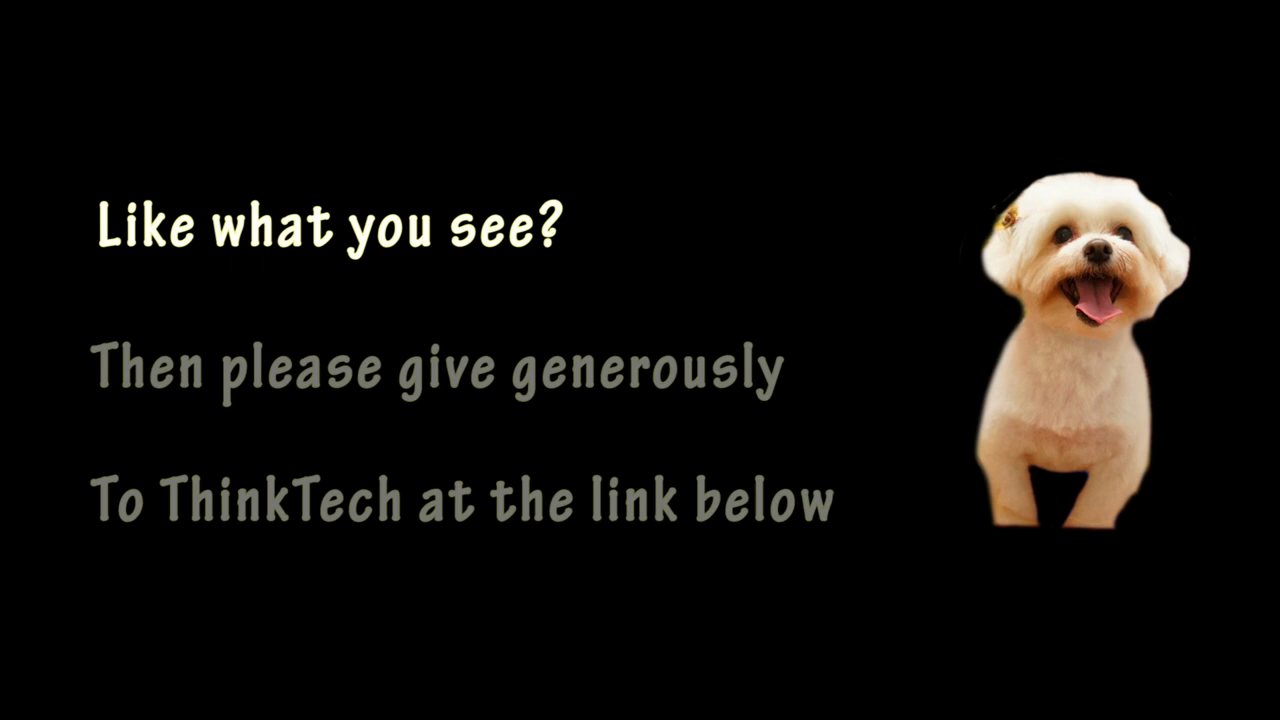 Like what you see?
Then please give generously
To ThinkTech at the link below